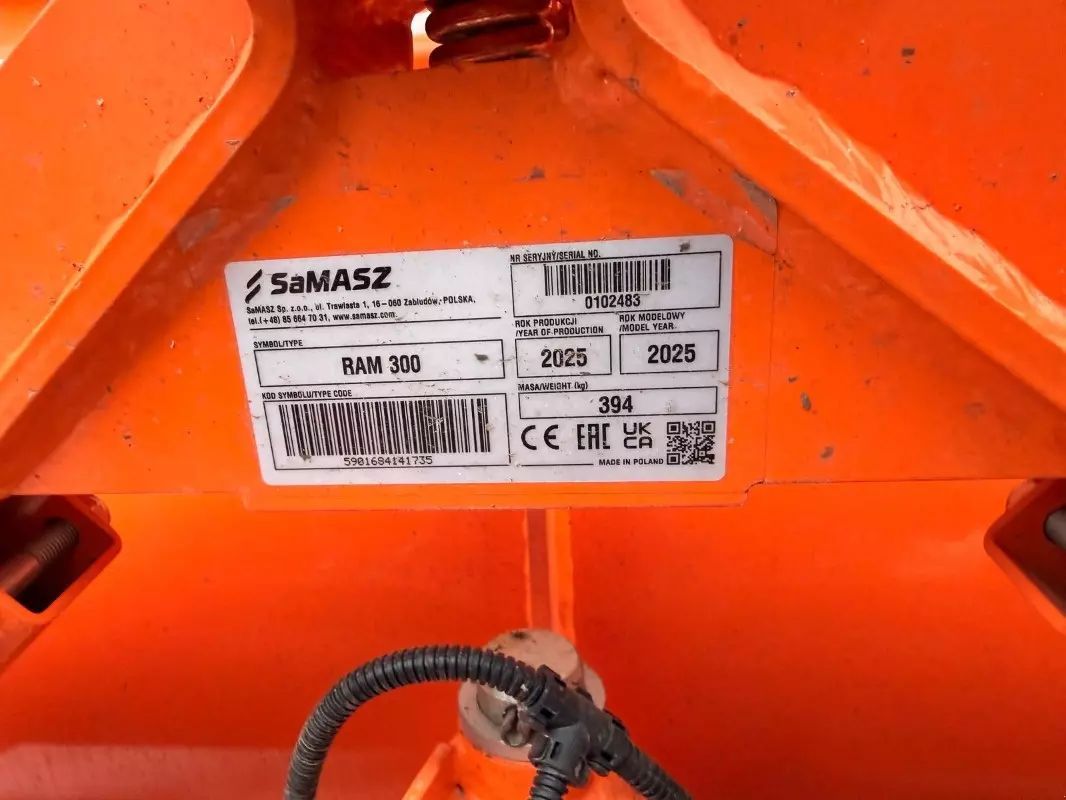 SaMASZ
SaMASZ Sp. z.o.o., ul. Trawiasta 1, 16-060 Zabłudów, POLSKA,
tel.(+48) 85 664 70 31, www.samasz.com
SYMBOL/TYPE
RAM 300
KOD SYMBOLU/TYPE CODE
5901684141735
NR SERYJNY/SERIAL NO.
0102483
ROK PRODUKCJI
/YEAR OF PRODUCTION
2025
ROK MODELOWY
/MODEL YEAR
2025
MASA/WEIGHT (kg)
394
CE EAC UK
CA
MADE IN POLAND